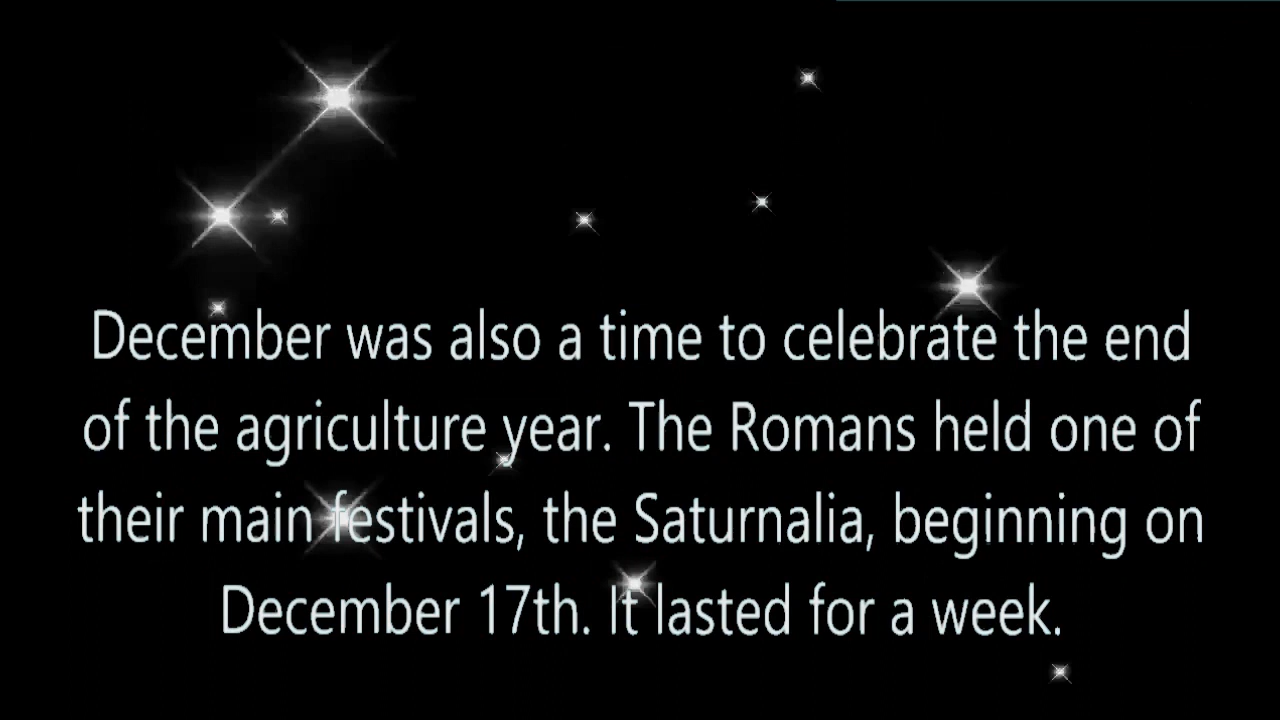 December was also a time to celebrate the end
of the agriculture year. The Romans held one of
their main festivals, the Saturnalia, beginning on
December 17th. It lasted for a week.